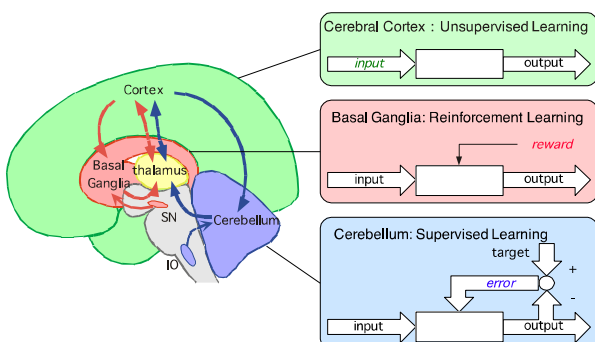 Cerebral Cortex : Unsupervised Learning
input
output
Cortex
Basal Ganglia: Reinforcement Learning
reward
input
output
Basal
Ganglia
thalamus
SN
Cerebellum
IO
Cerebellum: Supervised Learning
target
+
error
-
input
output